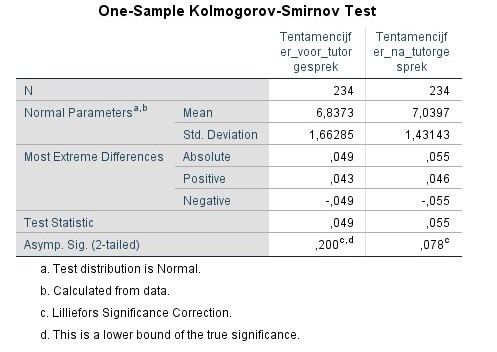 One-Sample Kolmogorov-Smirnov Test
Tentamencijf Tentamencijf
er_voor_tutor er_na_tutorge
gesprek sprek
N 234 234
Normal Parametersa,b Mean 6,8373 7,0397
Std. Deviation 1,66285 1,43143
Most Extreme Differences Absolute ,049 ,055
Positive ,043 ,046
Negative -,049 -,055
Test Statistic ,049 ,055
Asymp. Sig. (2-tailed) ,200c,d ,078c
a. Test distribution is Normal.
b. Calculated from data.
c. Lilliefors Significance Correction.
d. This is a lower bound of the true significance.